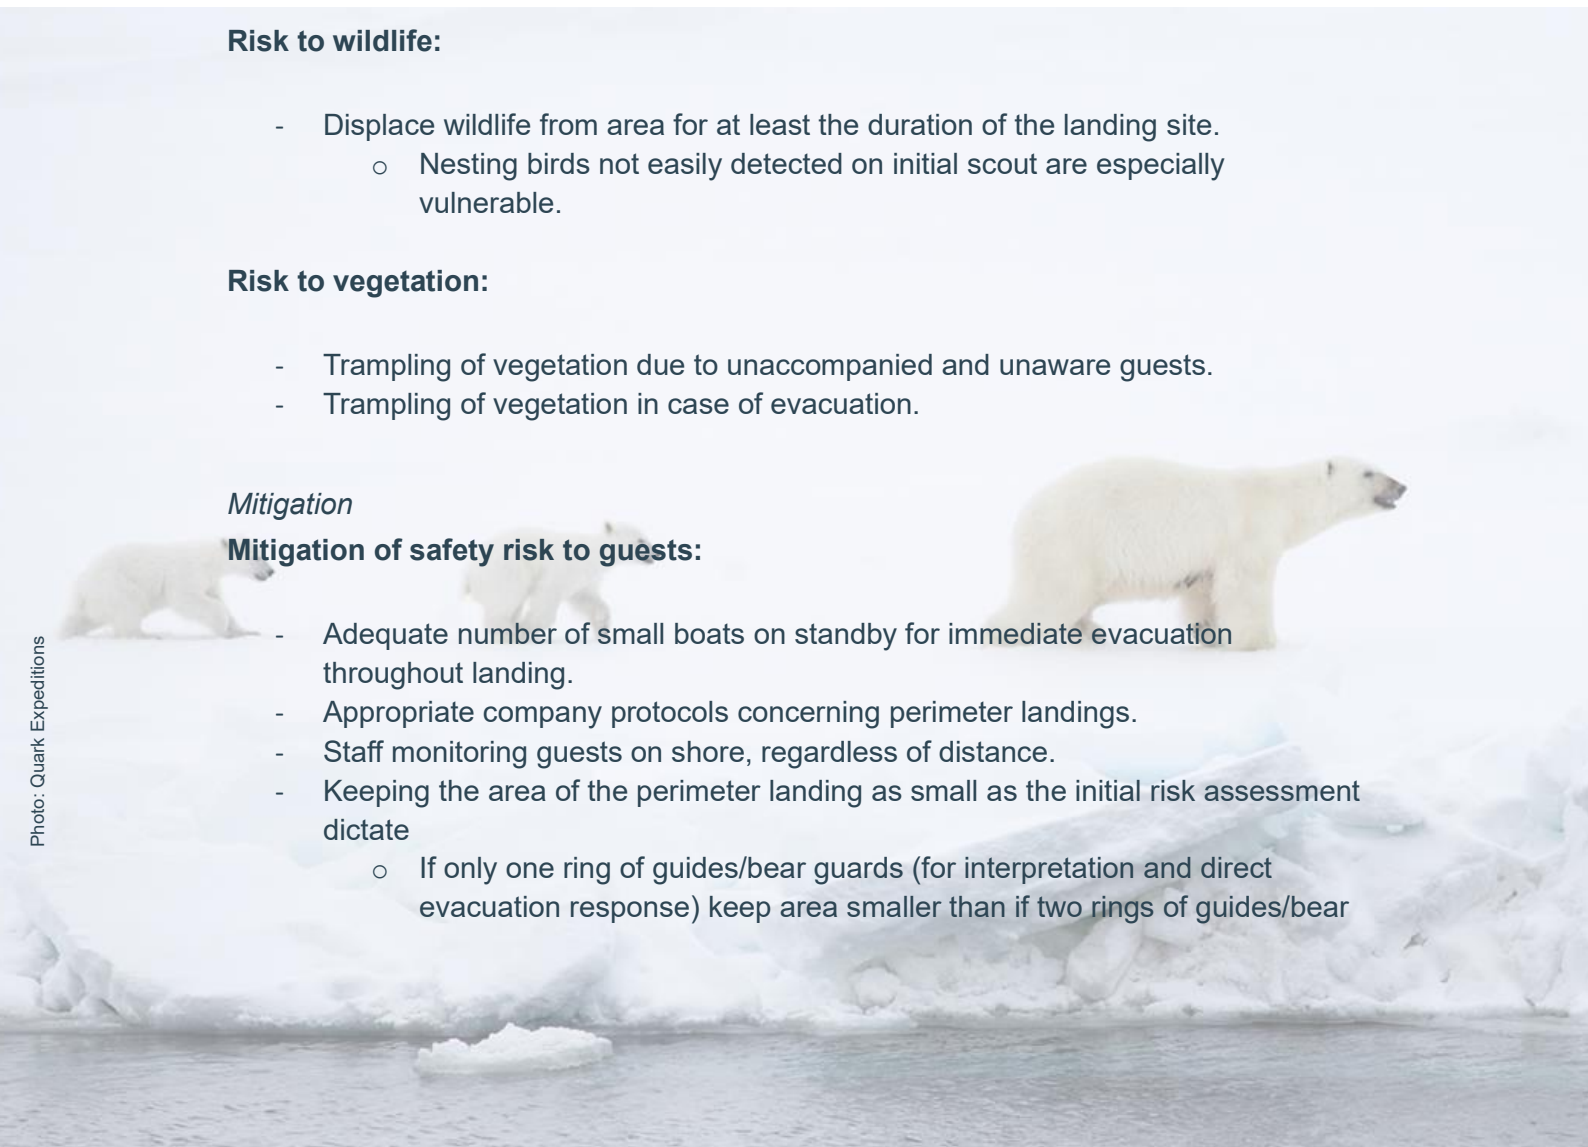 Risk to wildlife:
- Displace wildlife from area for at least the duration of the landing site.
o Nesting birds not easily detected on initial scout are especially
vulnerable.
Risk to vegetation:
- Trampling of vegetation due to unaccompanied and unaware guests.
- Trampling of vegetation in case of evacuation.
Mitigation
Mitigation of safety risk to guests:
- Adequate number of small boats on standby for immediate evacuation
throughout landing.
- Appropriate company protocols concerning perimeter landings.
- Staff monitoring guests on shore, regardless of distance.
- Keeping the area of the perimeter landing as small as the initial risk assessment
dictate
o If only one ring of guides/bear guards (for interpretation and direct
evacuation response) keep area smaller than if two rings of guides/bear
Photo: Quark Expeditions